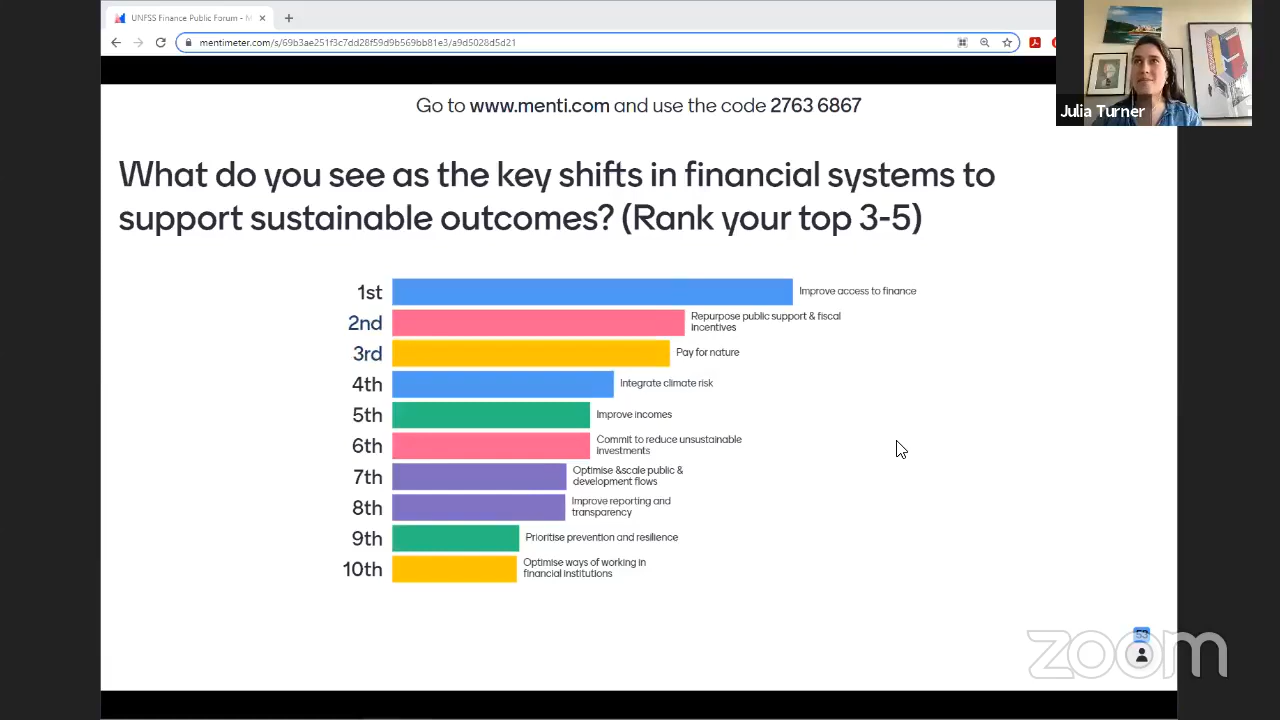 UNFSS Finance Public Forum - M
mentimeter.com/s/69b3ae251f3c7dd28f59d9b569bb81e3/a9d5028d5d21
Julia Turner
Go to www.menti.com and use the code 2763 6867
What do you see as the key shifts in financial systems to
support sustainable outcomes? (Rank your top 3-5)
1st
Improve access to finance
2nd
Repurpose public support & fiscal
incentives
3rd
Pay for nature
4th
Integrate climate risk
5th
Improve incomes
6th
Commit to reduce unsustainable
investments
7th
Optimise &scale public &
development flows
8th
Improve reporting and
transparency
9th
Prioritise prevention and resilience
10th
Optimise ways of working in
financial institutions
53
zoom